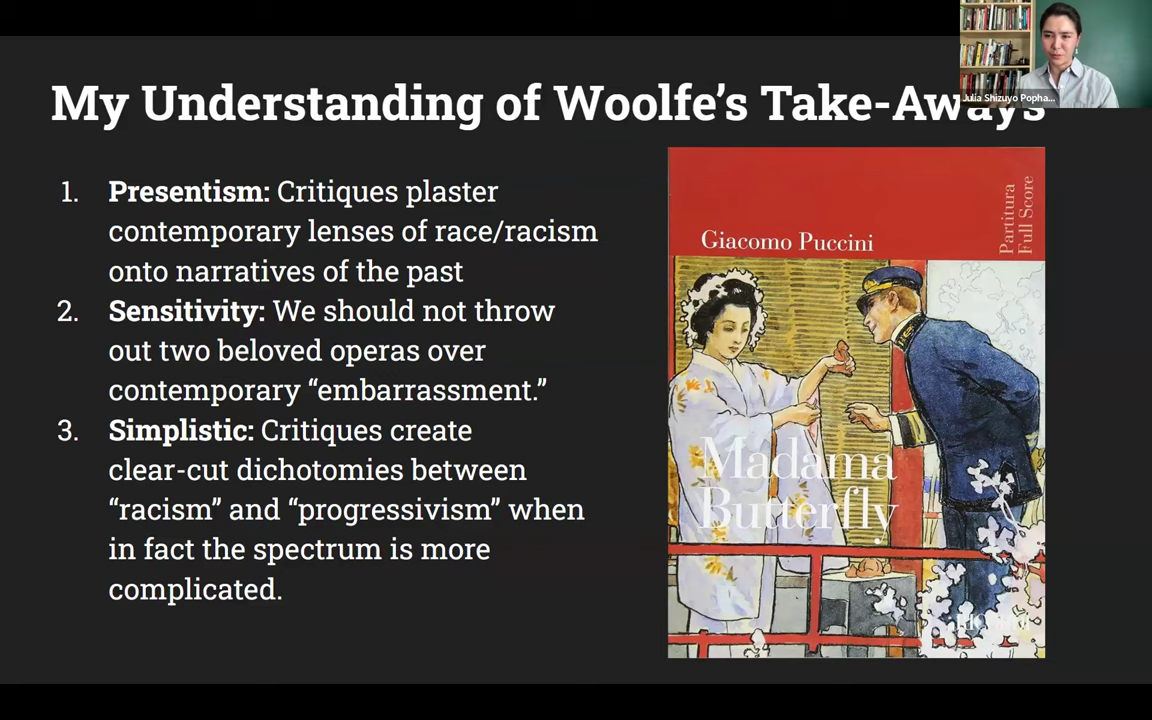 My Understanding of Woolfe's Take-Aways
Julia Shizuyo Popha...
1. Presentism: Critiques plaster
contemporary lenses of race/racism
onto narratives of the past
2. Sensitivity: We should not throw
out two beloved operas over
contemporary “embarrassment.”
3. Simplistic: Critiques create
clear-cut dichotomies between
“racism” and “progressivism” when
in fact the spectrum is more
complicated.
Giacomo Puccini
Partitura
Full Score
Madama
Butterfly